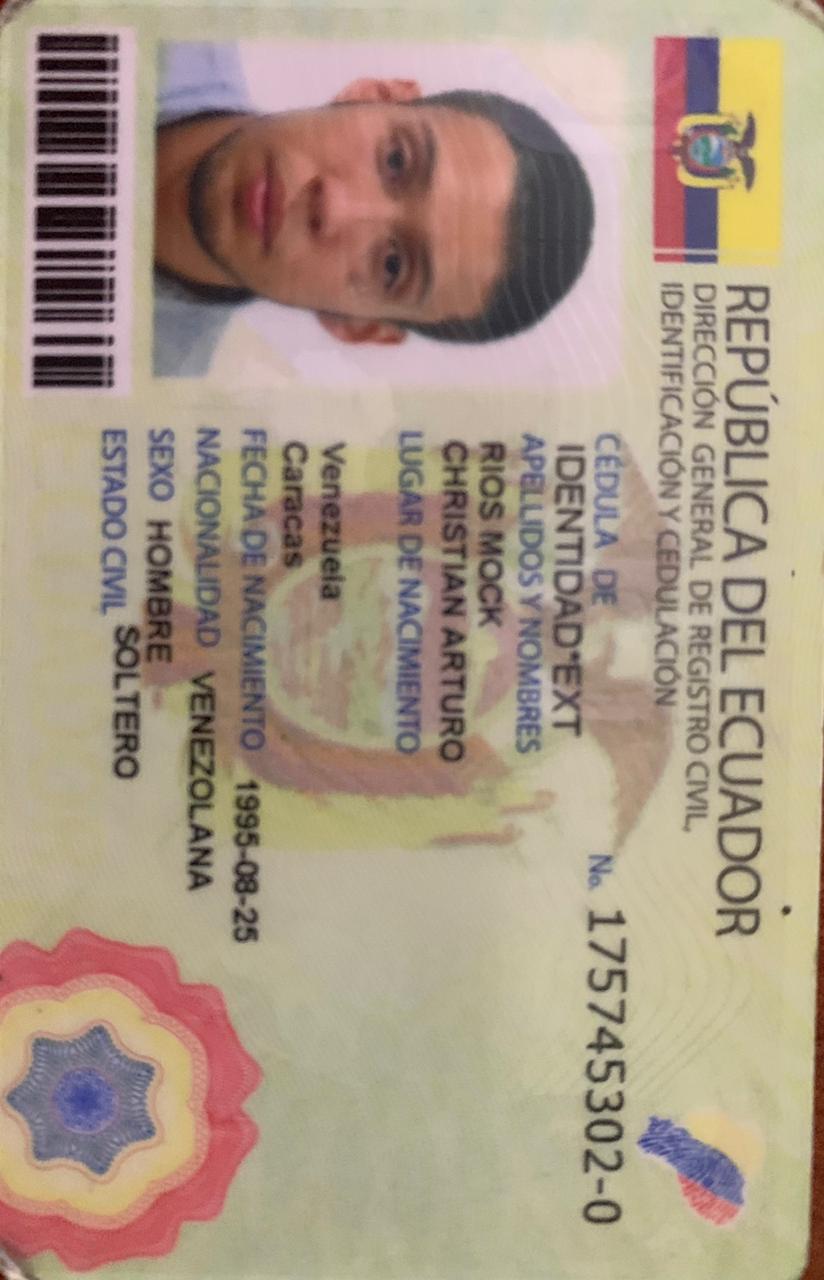 REPÚBLICA DEL ECUADOR
DIRECCIÓN GENERAL DE REGISTRO CIVIL,
IDENTIFICACIÓN Y CEDULACIÓN
CÉDULA DE No. 175745302-0
IDENTIDAD*EXT
APELLIDOS Y NOMBRES
RIOS MOCK
CHRISTIAN ARTURO
LUGAR DE NACIMIENTO
Venezuela
Caracas
FECHA DE NACIMIENTO 1995-08-25
NACIONALIDAD VENEZOLANA
SEXO HOMBRE
ESTADO CIVIL SOLTERO